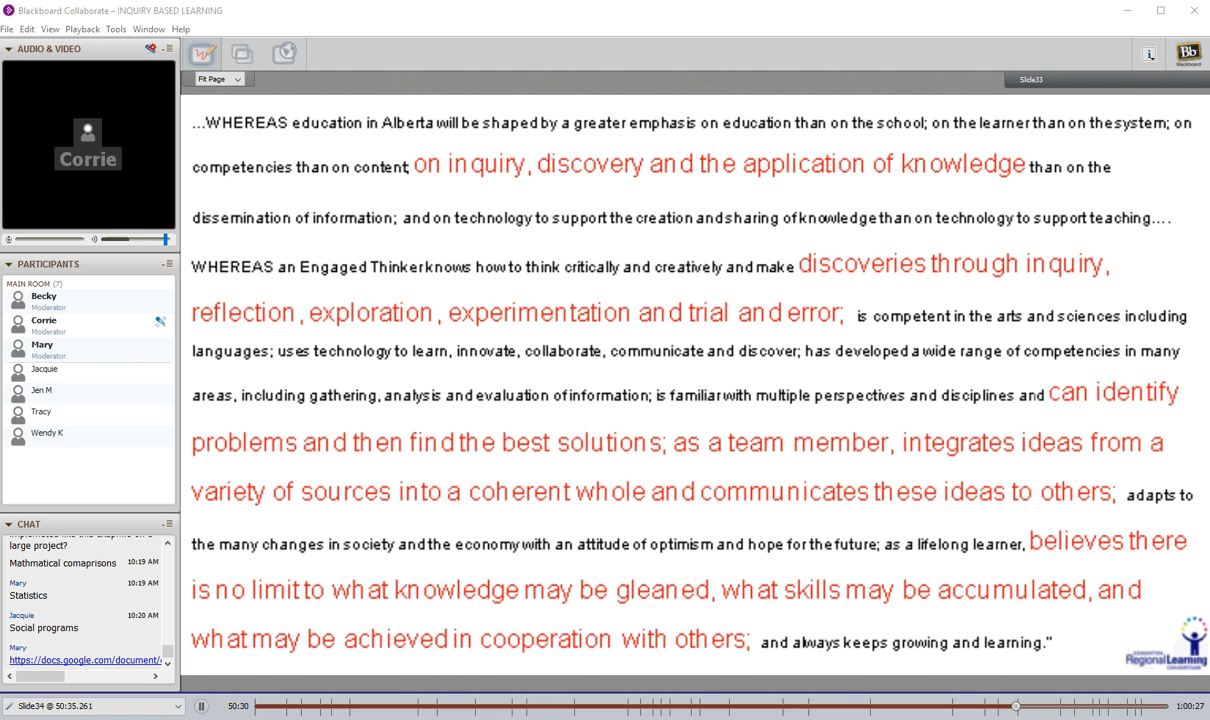 Blackboard Collaborate – INQUIRY BASED LEARNING
File Edit View Playback Tools Window Help
AUDIO & VIDEO
Corrie
Corrie
PARTICIPANTS
MAIN ROOM (7)
Becky
Moderator
Corrie
Moderator
Mary
Moderator
Jacquie
Jen M
Tracy
Wendy K
CHAT
large project?
Mathmatical comaprisons 10:19 AM
Mary 10:19 AM
Statistics
Jacquie 10:20 AM
Social programs
Mary
https://docs.google.com/document/
Fit Page
Slide33
Bb
Blackboard
...WHEREAS education in Alberta will be shaped by a greater emphasis on education than on the school; on the learner than on the system; on
competencies than on content; on inquiry, discovery and the application of knowledge than on the
dissemination of information; and on technology to support the creation and sharing of knowledge than on technology to support teaching....
WHEREAS an Engaged Thinker knows how to think critically and creatively and make discoveries through inquiry,
reflection, exploration, experimentation and trial and error; is competent in the arts and sciences including
languages; uses technology to learn, innovate, collaborate, communicate and discover; has developed a wide range of competencies in many
areas, including gathering, analysis and evaluation of information; is familiar with multiple perspectives and disciplines and can identify
problems and then find the best solutions; as a team member, integrates ideas from a
variety of sources into a coherent whole and communicates these ideas to others; adapts to
the many changes in society and the economy with an attitude of optimism and hope for the future; as a lifelong learner, believes there
is no limit to what knowledge may be gleaned, what skills may be accumulated, and
what may be achieved in cooperation with others; and always keeps growing and learning."
EDMONTON
Regional Learning
CONSORTIUM
Slide34 @ 50:35.261
50:30
1:00:27